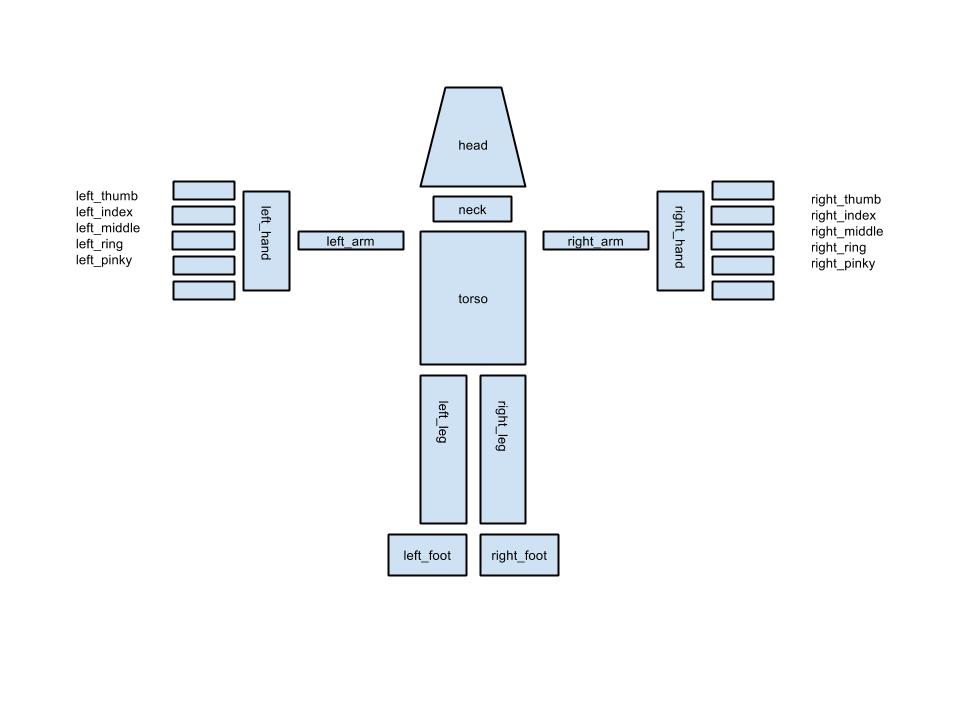 head
neck
left_thumb
left_index
left_middle
left_ring
left_pinky
left_hand
left_arm
right_arm
right_hand
right_thumb
right_index
right_middle
right_ring
right_pinky
torso
left_leg
right_leg
left_foot
right_foot